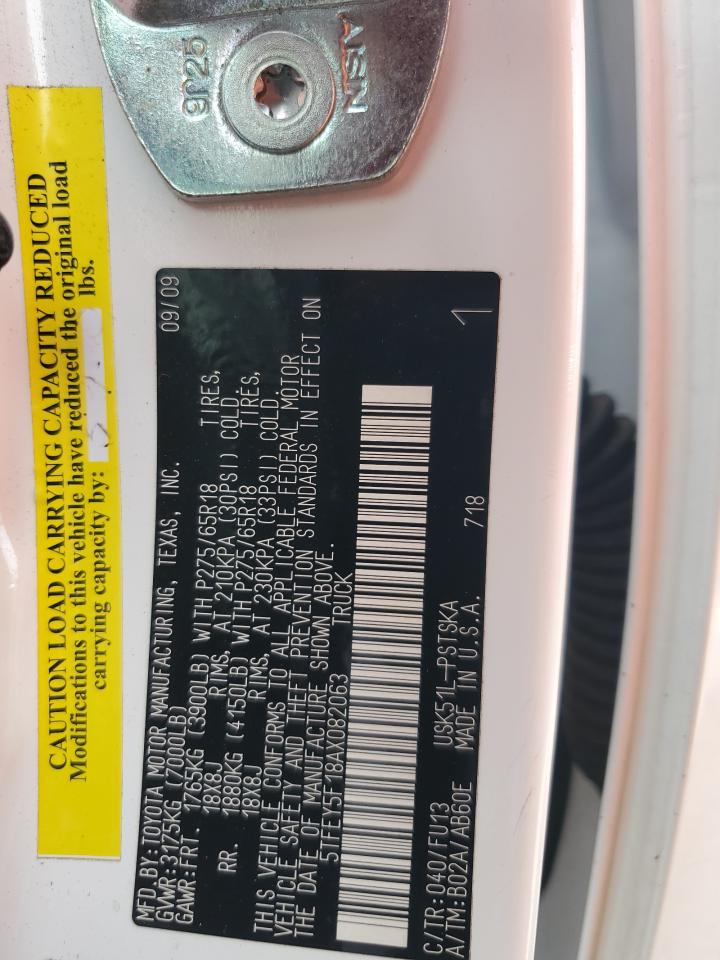 CAUTION LOAD CARRYING CAPACITY REDUCED
Modifications to this vehicle have reduced the original load
carrying capacity by: lbs.
9P25
AISIN
MFD.BY:TOYOTA MOTOR MANUFACTURING, TEXAS, INC. 09/09
GVWR:3175KG (7000LB)
GAWR:FRT. 1765KG (3900LB) WITH P275/65R18 TIRES,
18X8J RIMS, AT 210KPA (30PSI) COLD
RR. 1880KG (4150LB) WITH P275/65R18 TIRES,
18X8J RIMS, AT 230KPA (33PSI) COLD.
THIS VEHICLE CONFORMS TO ALL APPLICABLE FEDERAL MOTOR
VEHICLE SAFETY AND THEFT PREVENTION STANDARDS IN EFFECT ON
THE DATE OF MANUFACTURE SHOWN ABOVE.
5TFEY5F18AX082063 TRUCK
C/TR:040/FU13 USK51L-PSTSKA 718 1
A/TM:B02A/AB60E MADE IN U.S.A.